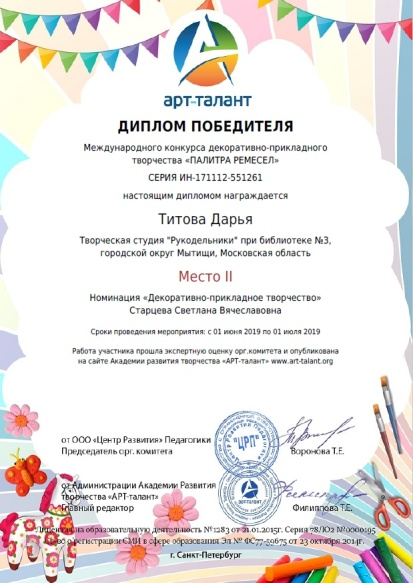 АРТ-ТАЛАНТ
ДИПЛОМ ПОБЕДИТЕЛЯ
Международного конкурса декоративно-прикладного
творчества «ПАЛИТРА РЕМЕСЕЛ»
СЕРИЯ ИН-171112-551261
настоящим дипломом награждается
Титова Дарья
Творческая студия "Рукодельники" при библиотеке №3,
городской округ Мытищи, Московская область
Место II
Номинация «Декоративно-прикладное творчество»
Старцева Светлана Вячеславовна
Сроки проведения мероприятия: с 01 июня 2019 по 01 июля 2019
Работа участника прошла экспертную оценку орг.комитета и опубликована
на сайте Академии развития творчества «АРТ-талант» www.art-talant.org
от ООО «Центр Развития Педагогики
Председатель орг. комитета
"ЦРП"
Воронова Т.Е.
от Администрации Академии Развития
творчества «АРТ-талант»
Главный редактор
АРТ-ТАЛАНТ
Филиппова Т.Г.
Лицензия на образовательную деятельность №1283 от 21.01.2015г. Серия 78ЛО2 №0000195
о регистрации СМИ в сфере образования Эл № ФС77-59675 от 23 октября 2014г.
г. Санкт-Петербург